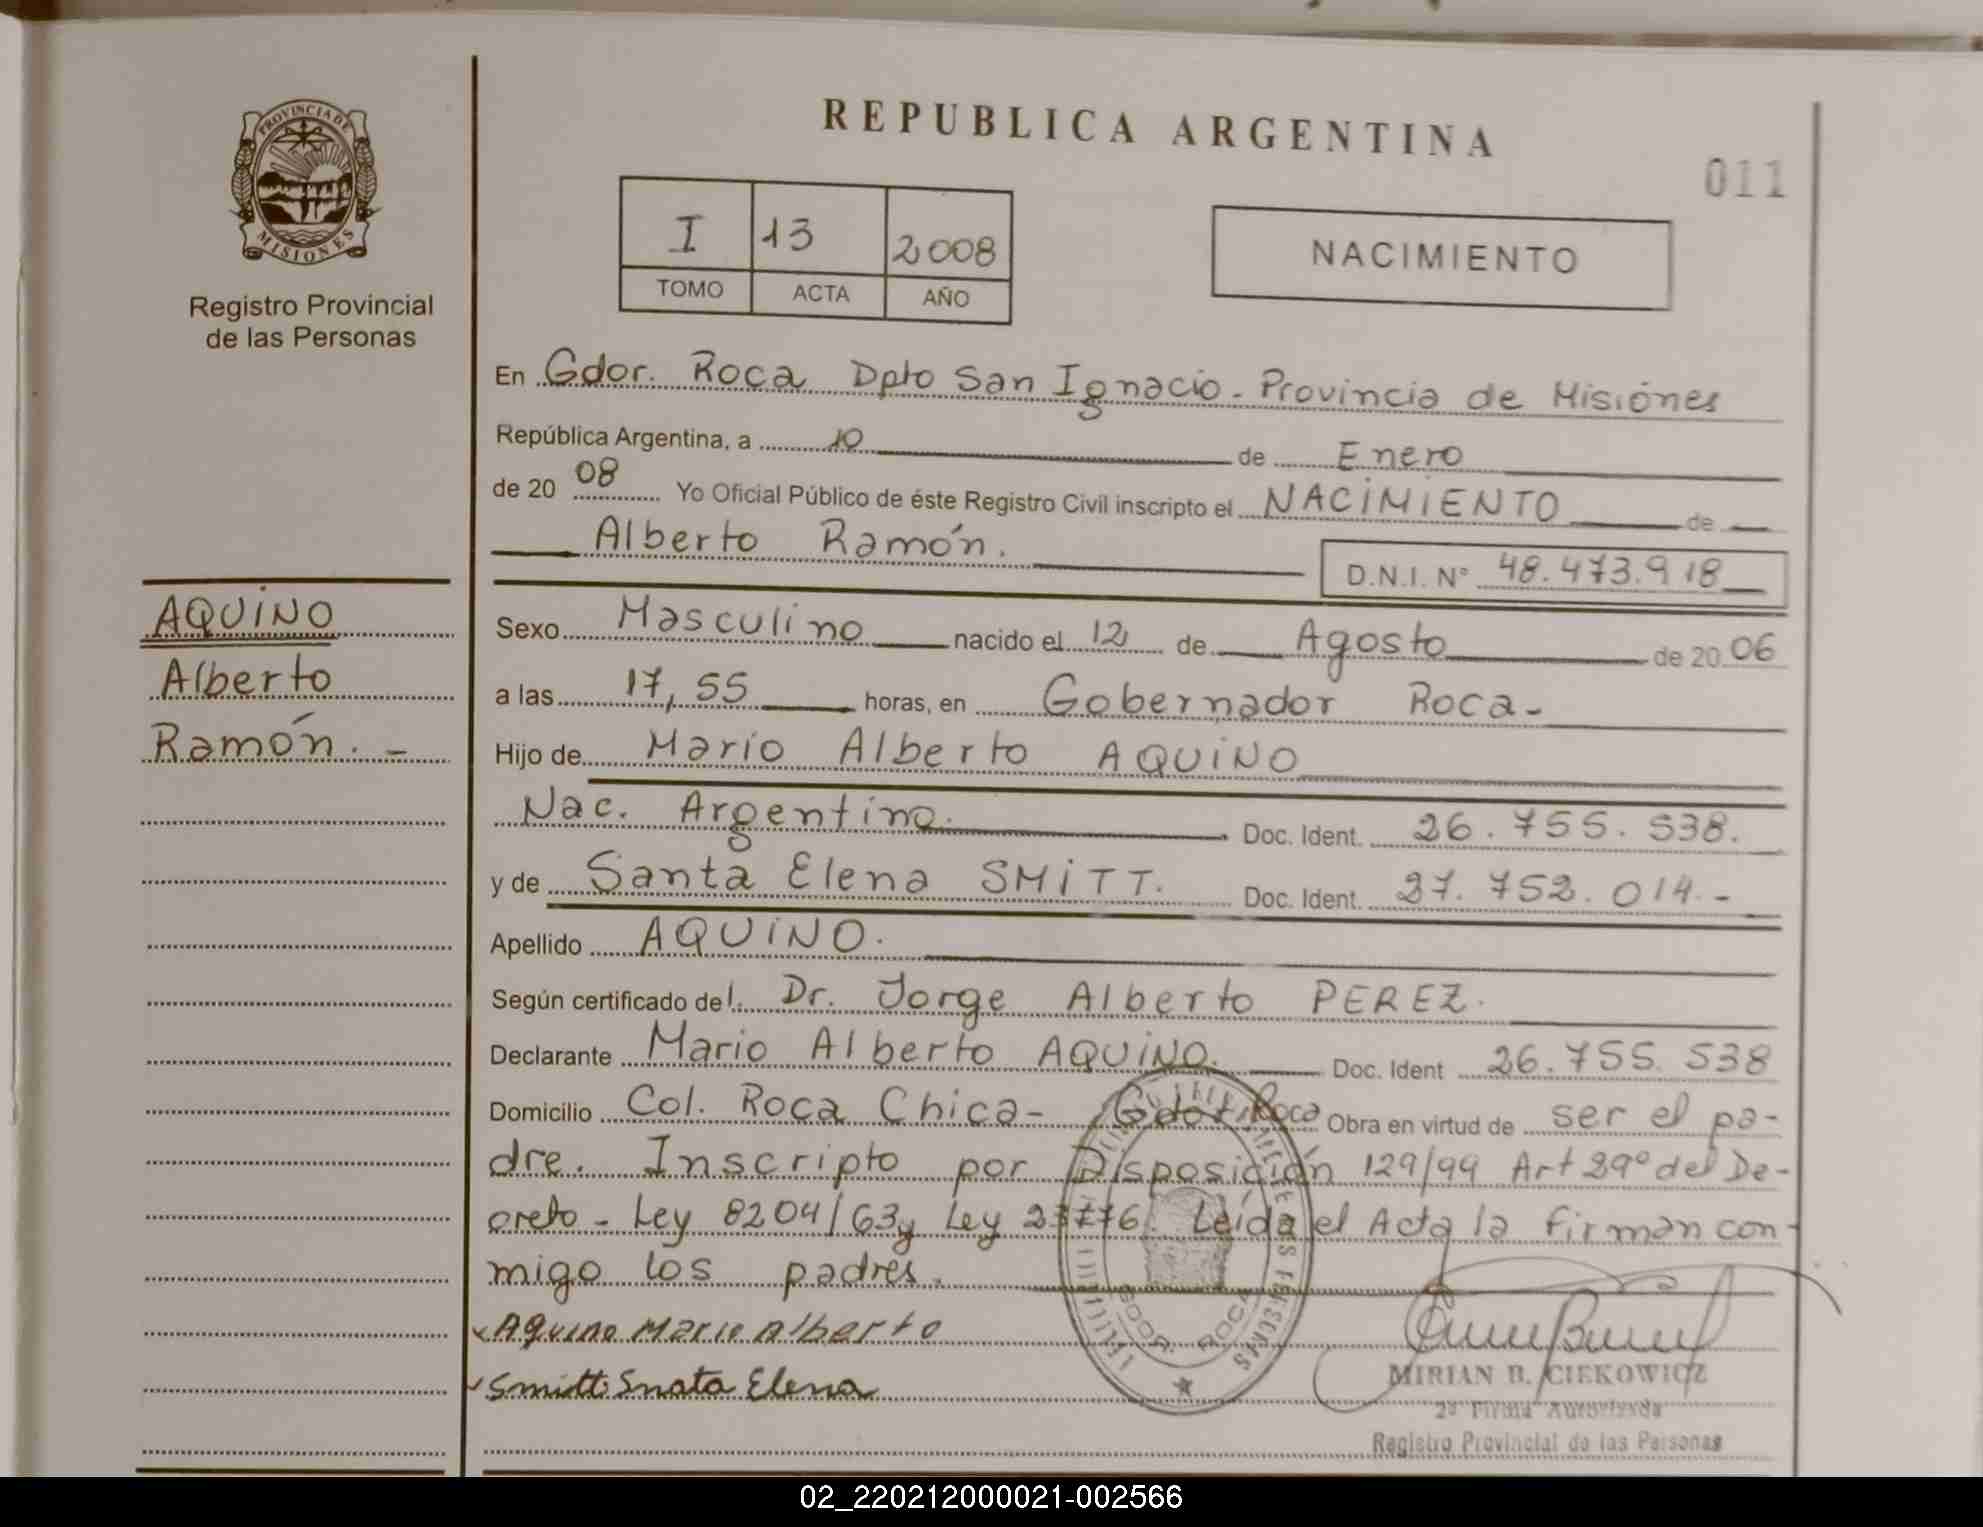 PROVINCIA DE
MISIONES
Registro Provincial
de las Personas
AQUINO
Alberto
Ramón. -
REPUBLICA ARGENTINA
011
I 13 2008
TOMO ACTA AÑO
NACIMIENTO
En Gdor. Roca Dpto San Ignacio - Provincia de Misiónes
República Argentina, a 10 de Enero
de 20 08 Yo Oficial Público de éste Registro Civil inscripto el NACIMIENTO de
Alberto Ramón.
D.N.I. N° 48.473.918
Sexo Masculino nacido el 12 de Agosto de 20 06
a las 17,55 horas, en Gobernador Roca -
Hijo de Mario Alberto AQUINO
Nac. Argentino. Doc. Ident. 26.755.538.
y de Santa Elena SMITT. Doc. Ident. 27.752.014.-
Apellido AQUINO.
Según certificado del. Dr. Jorge Alberto PEREZ.
Declarante Mario Alberto AQUINO. Doc. Ident 26.755.538
Domicilio Col. Roca Chica - Gdor. Roca Obra en virtud de ser el pa-
dre. Inscripto por Disposición 129/99 Art 29° del De-
creto - Ley 8204/63 y Ley 23776. Leída el Acta la firman con-
migo los padres.
Aquino Mario Alberto
Smitt Snata Elena
GDOR. ROCA
MIRIAN B. CIEKOWICZ
2ª Firma Autorizada
Registro Provincial de las Personas
02_220212000021-002566